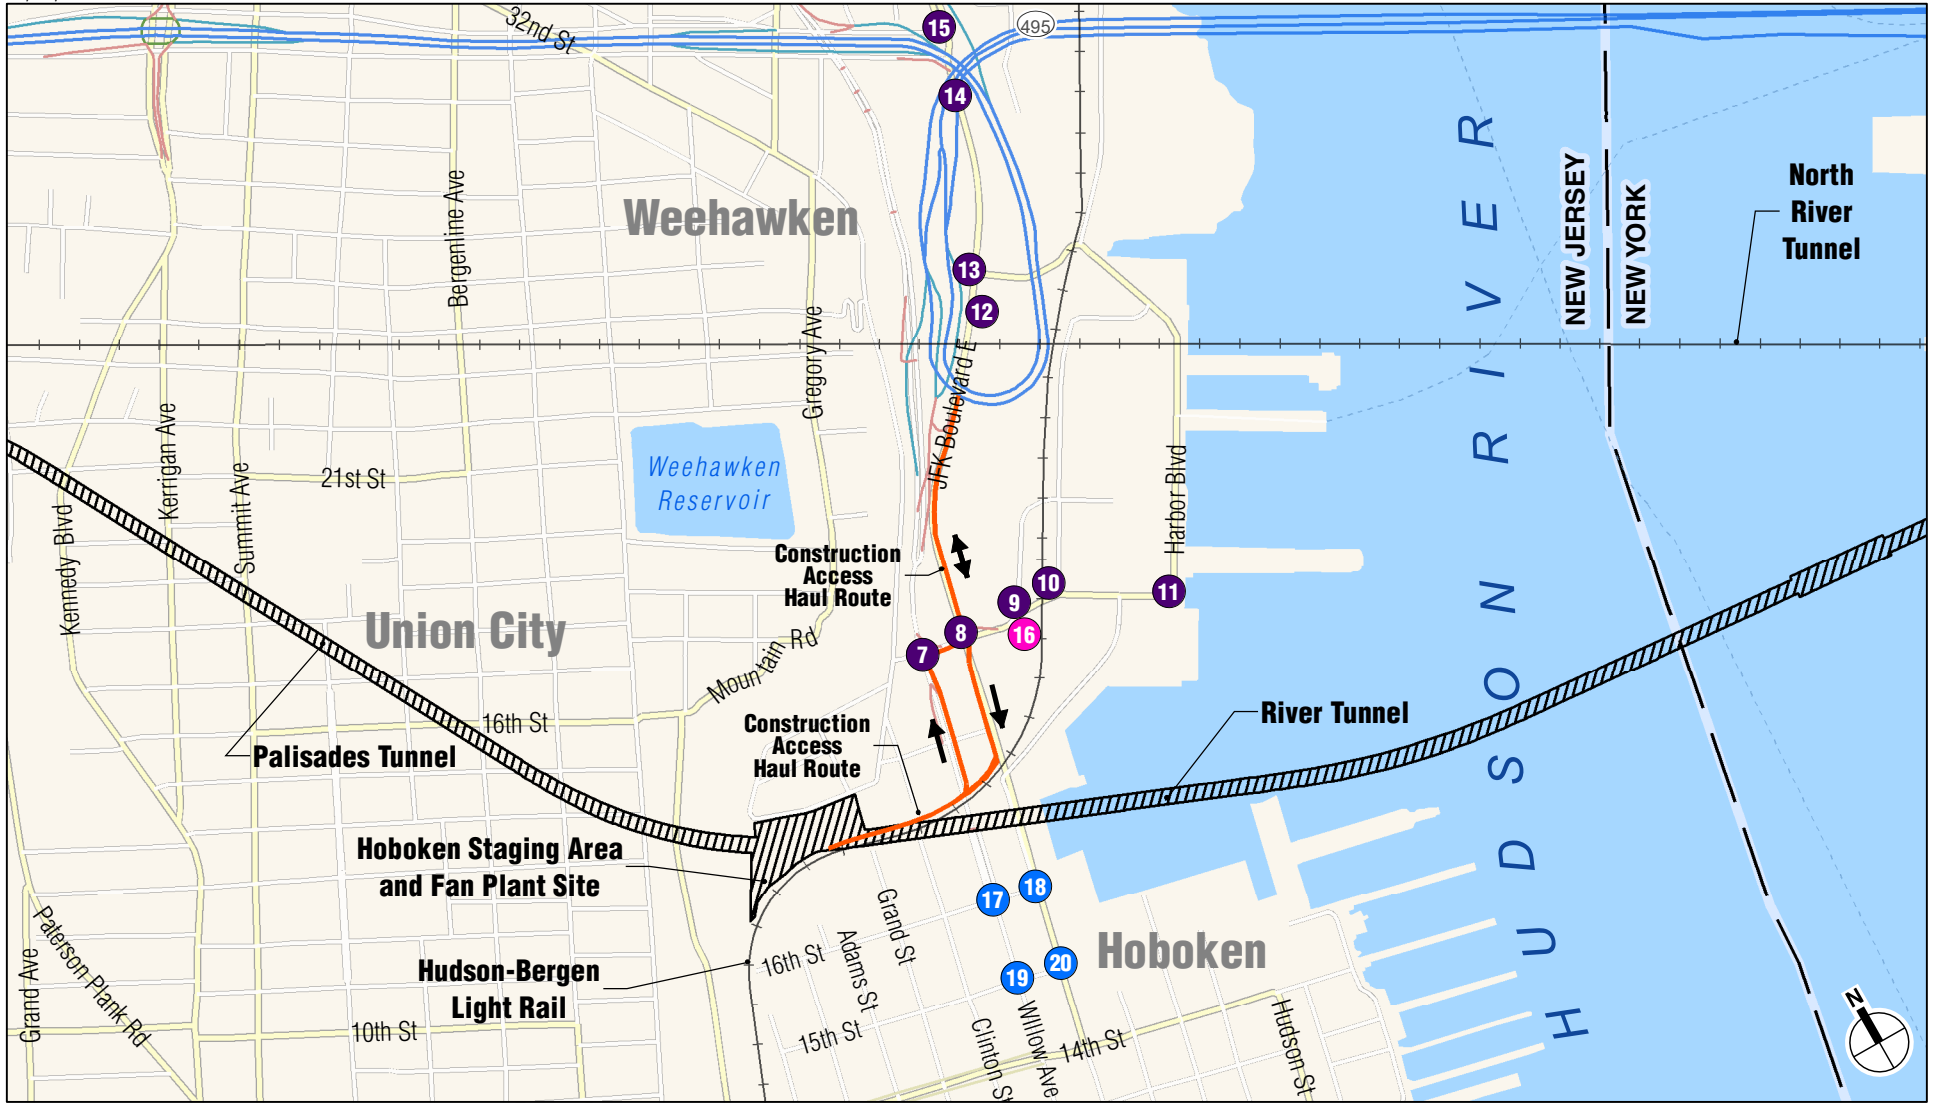 32nd St
15
495
14
Bergenline Ave
Weehawken
NEW JERSEY
NEW YORK
North
River
Tunnel
13
12
Gregory Ave
JFK Boulevard E
Kerrigan Ave
Summit Ave
21st St
Kennedy Blvd
Weehawken
Reservoir
Harbor Blvd
HUDSON RIVER
Construction
Access
Haul Route
10
9
11
8
16
7
Union City
Mountain Rd
16th St
Palisades Tunnel
Construction
Access
Haul Route
River Tunnel
Hoboken Staging Area
and Fan Plant Site
18
17
Grand St
Adams St
Hoboken
20
19
16th St
Hudson-Bergen
Light Rail
Paterson Plank Rd
Grand Ave
10th St
15th St
Clinton St
Willow Ave
14th St
Hudson St
N